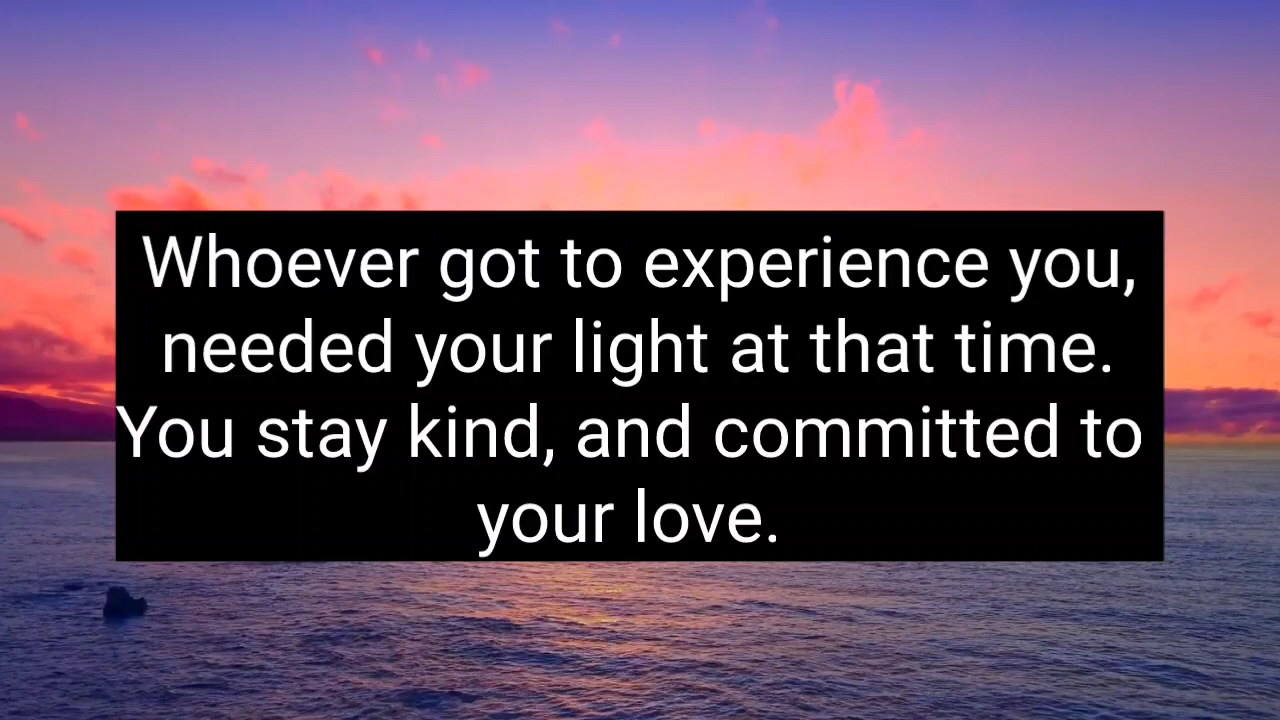 Whoever got to experience you,
needed your light at that time.
You stay kind, and committed to
your love.